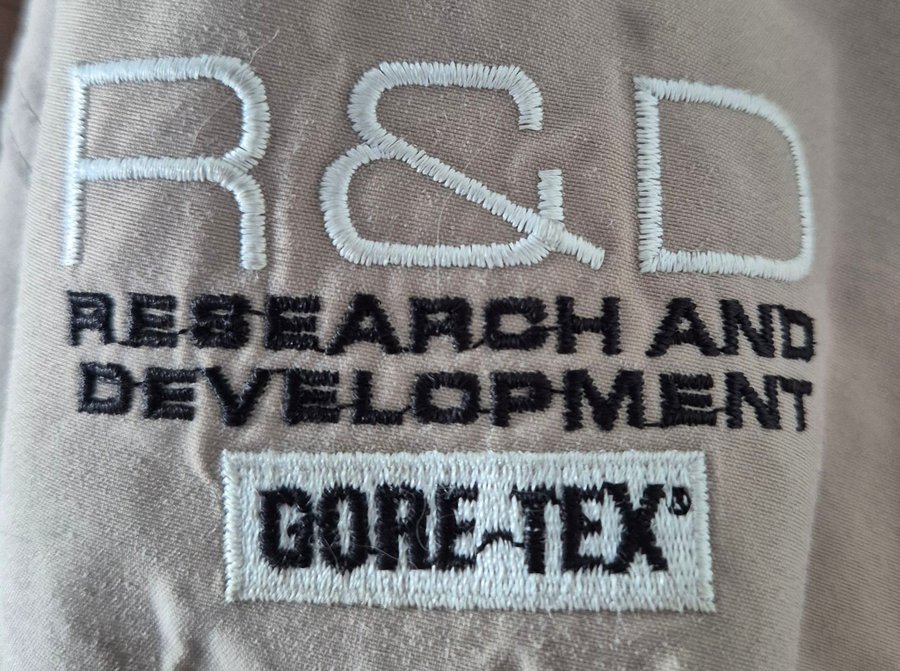 R&D
RESEARCH AND
DEVELOPMENT
GORE-TEX®